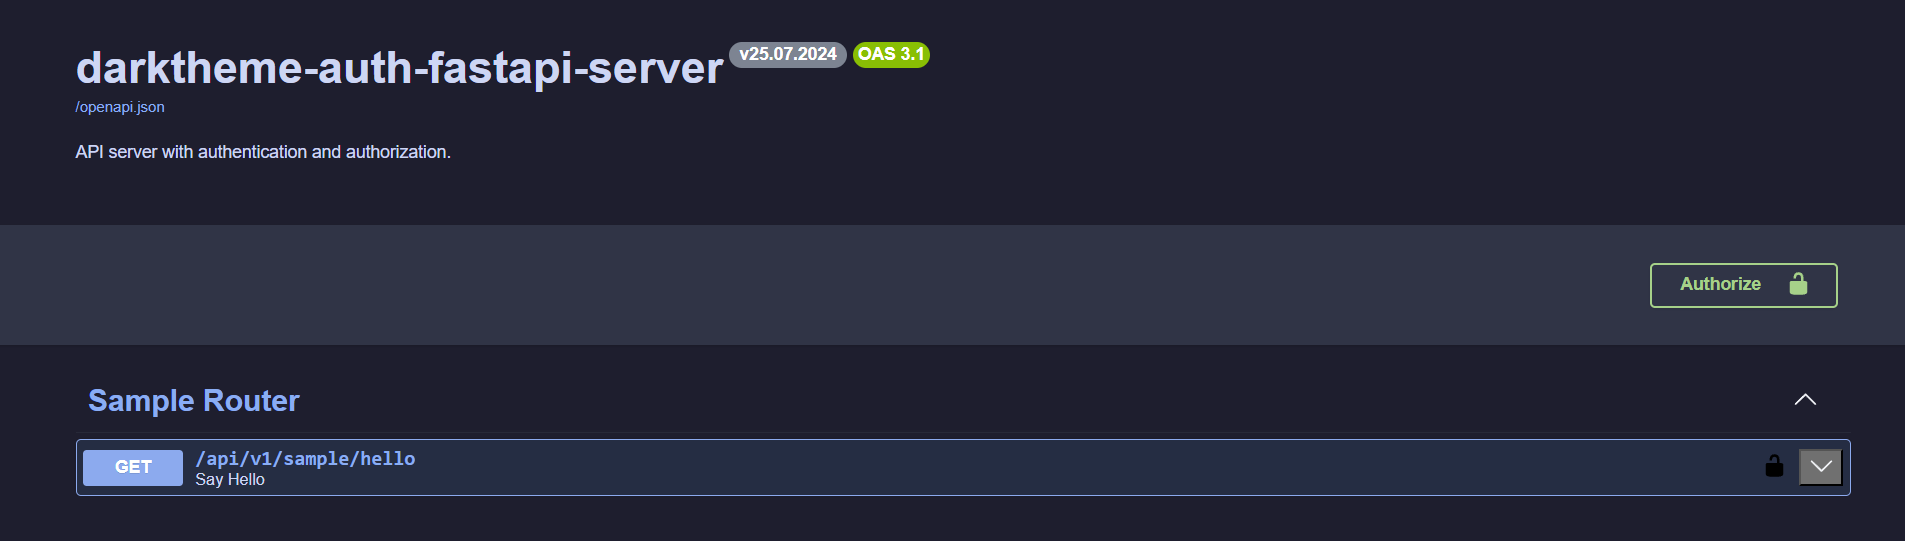 darktheme-auth-fastapi-server v25.07.2024 OAS 3.1
/openapi.json
API server with authentication and authorization.
Authorize
Sample Router
GET /api/v1/sample/hello
Say Hello